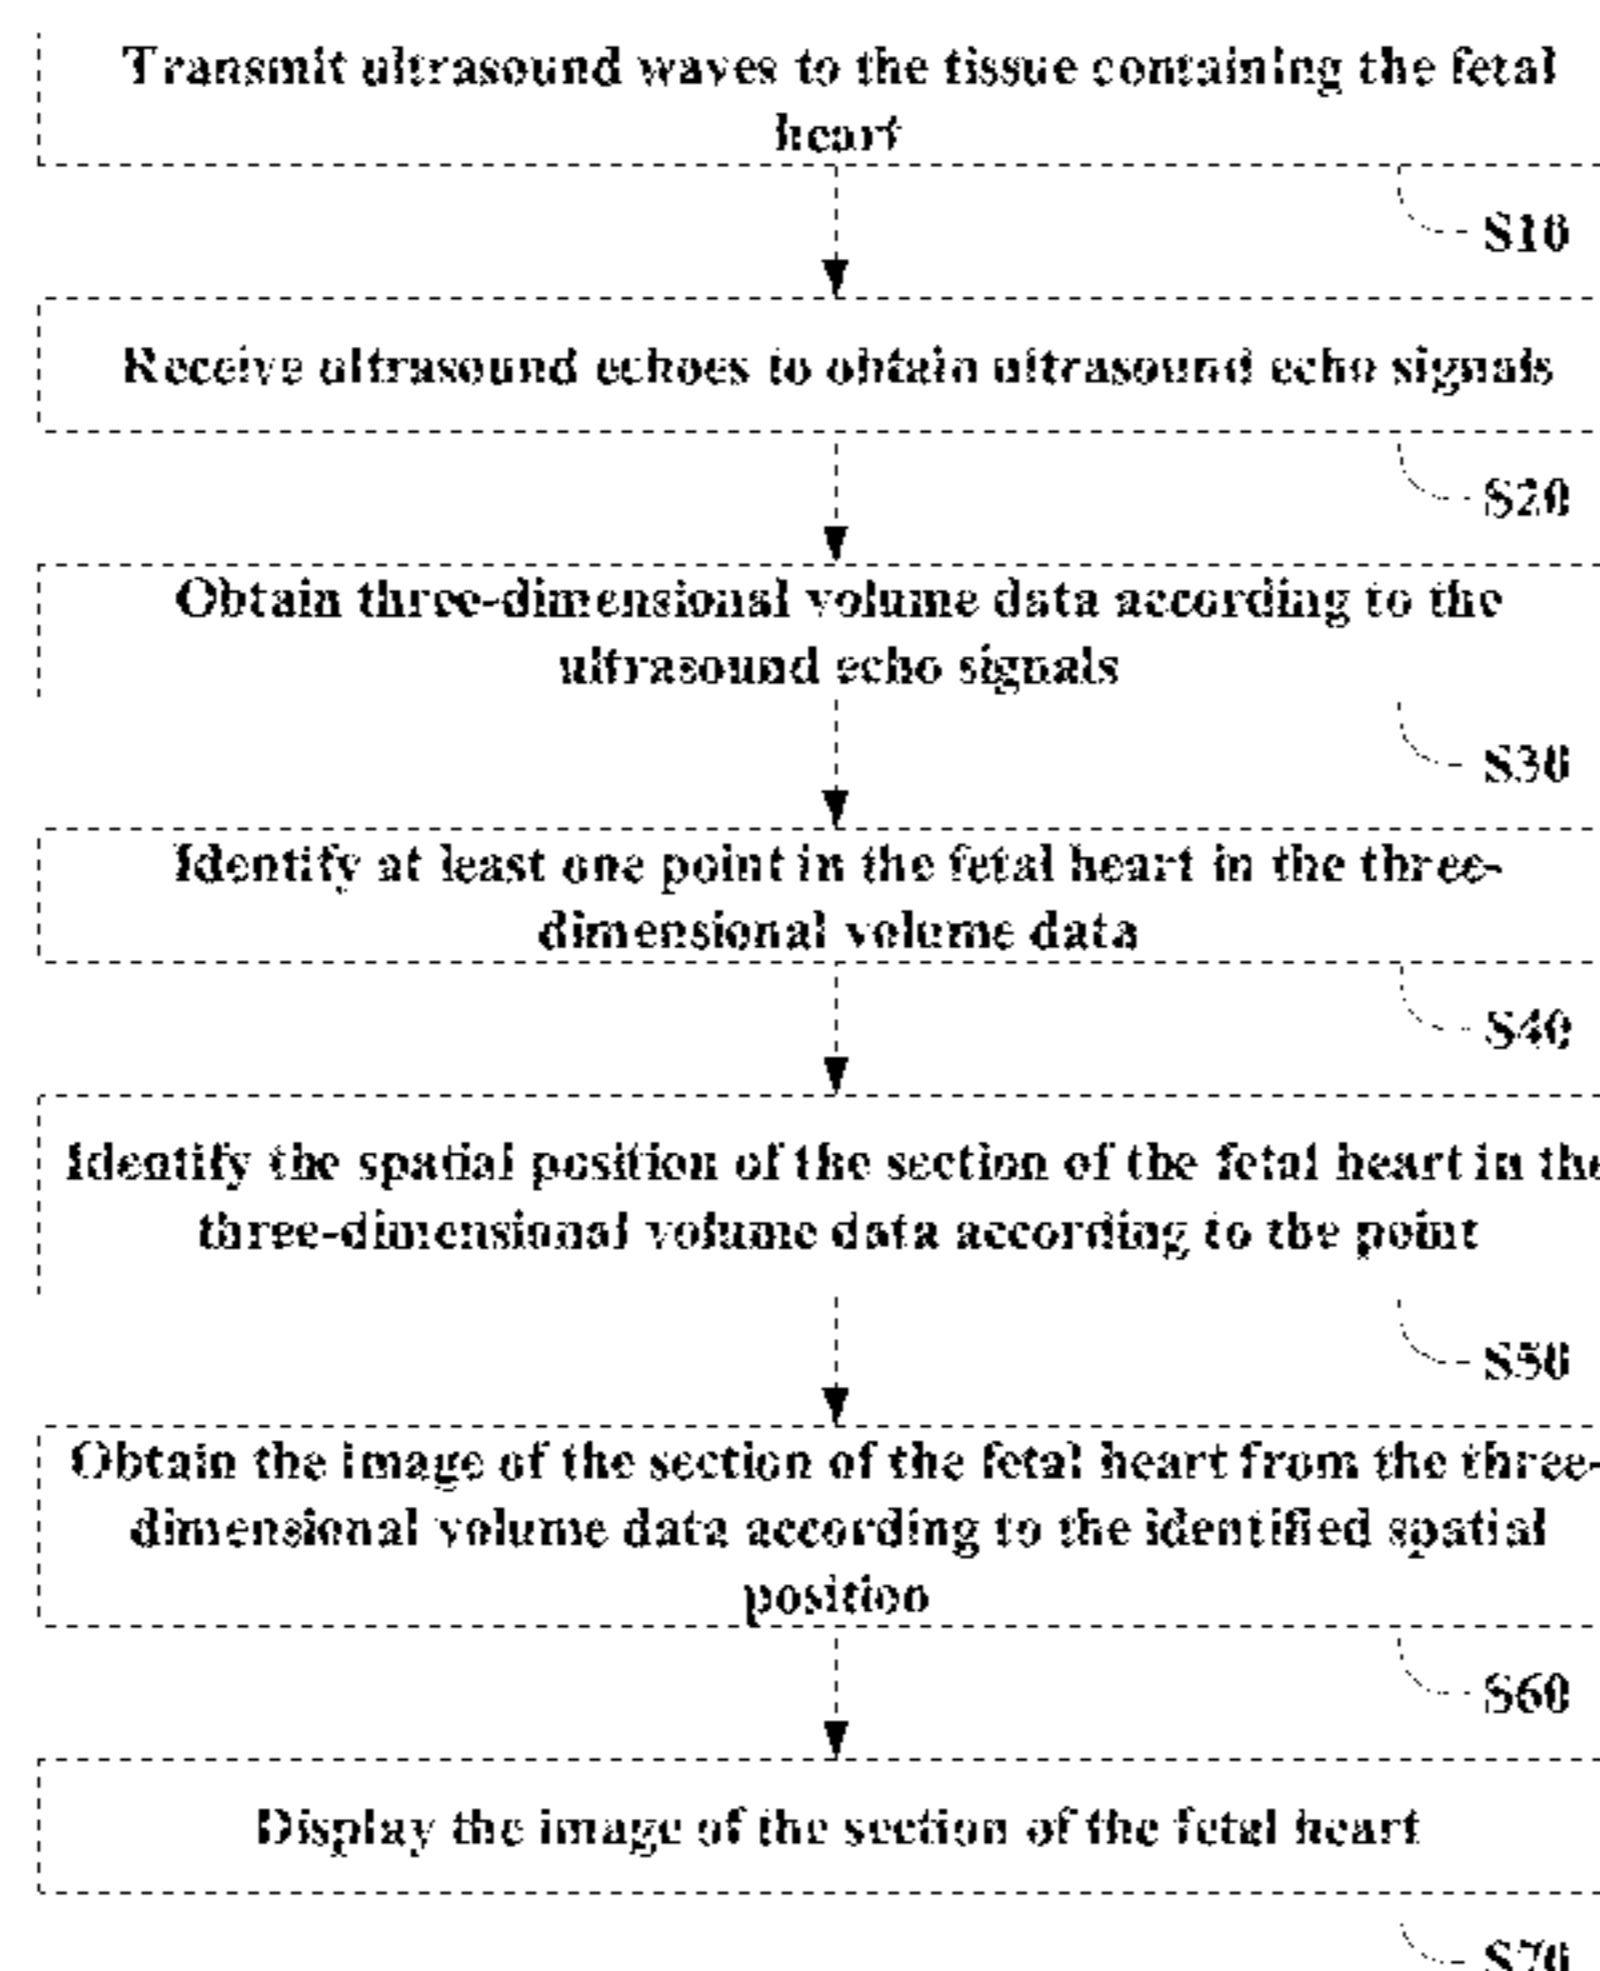 Transmit ultrasound waves to the tissue containing the fetal
heart
S10
Receive ultrasound echoes to obtain ultrasound echo signals
S20
Obtain three-dimensional volume data according to the
ultrasound echo signals
S30
Identify at least one point in the fetal heart in the three-
dimensional volume data
S40
Identify the spatial position of the section of the fetal heart in the
three-dimensional volume data according to the point
S50
Obtain the image of the section of the fetal heart from the three-
dimensional volume data according to the identified spatial
position
S60
Display the image of the section of the fetal heart
S70